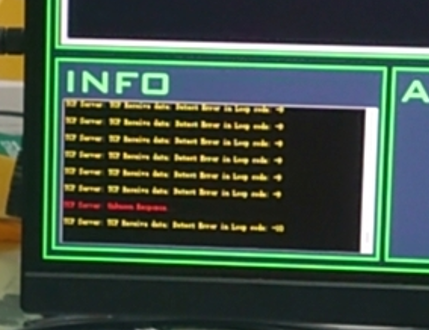 INFO
TCP Server: TCP Receive data: Detect Error in Loop code: -9
TCP Server: TCP Receive data: Detect Error in Loop code: -9
TCP Server: TCP Receive data: Detect Error in Loop code: -9
TCP Server: TCP Receive data: Detect Error in Loop code: -9
TCP Server: TCP Receive data: Detect Error in Loop code: -9
TCP Server: TCP Receive data: Detect Error in Loop code: -9
TCP Server: Unknown Response
TCP Server: TCP Receive data: Detect Error in Loop code:
A